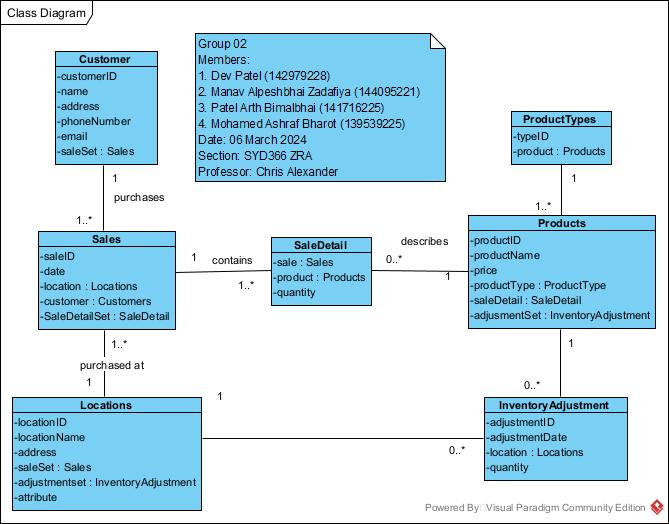 Class Diagram
Group 02
Members:
1. Dev Patel (142979228)
2. Manav Alpeshbhai Zadafiya (144095221)
3. Patel Arth Bimalbhai (141716225)
4. Mohamed Ashraf Bharot (139539225)
Date: 06 March 2024
Section: SYD366 ZRA
Professor: Chris Alexander
Customer
-customerID
-name
-address
-phoneNumber
-email
-saleSet : Sales
1
purchases
1..*
ProductTypes
-typeID
-product : Products
1
1..*
Sales
-saleID
-date
-location : Locations
-customer : Customers
-SaleDetailSet : SaleDetail
1
contains
1..*
SaleDetail
-sale : Sales
-product : Products
-quantity
describes
0..*
1
Products
-productID
-productName
-price
-productType : ProductType
-saleDetail : SaleDetail
-adjusmentSet : InventoryAdjustment
1..*
purchased at
1
1
0..*
Locations
-locationID
-locationName
-address
-saleSet : Sales
-adjustmentset : InventoryAdjustment
-attribute
1
0..*
InventoryAdjustment
-adjustmentID
-adjustmentDate
-location : Locations
-quantity
Powered By Visual Paradigm Community Edition